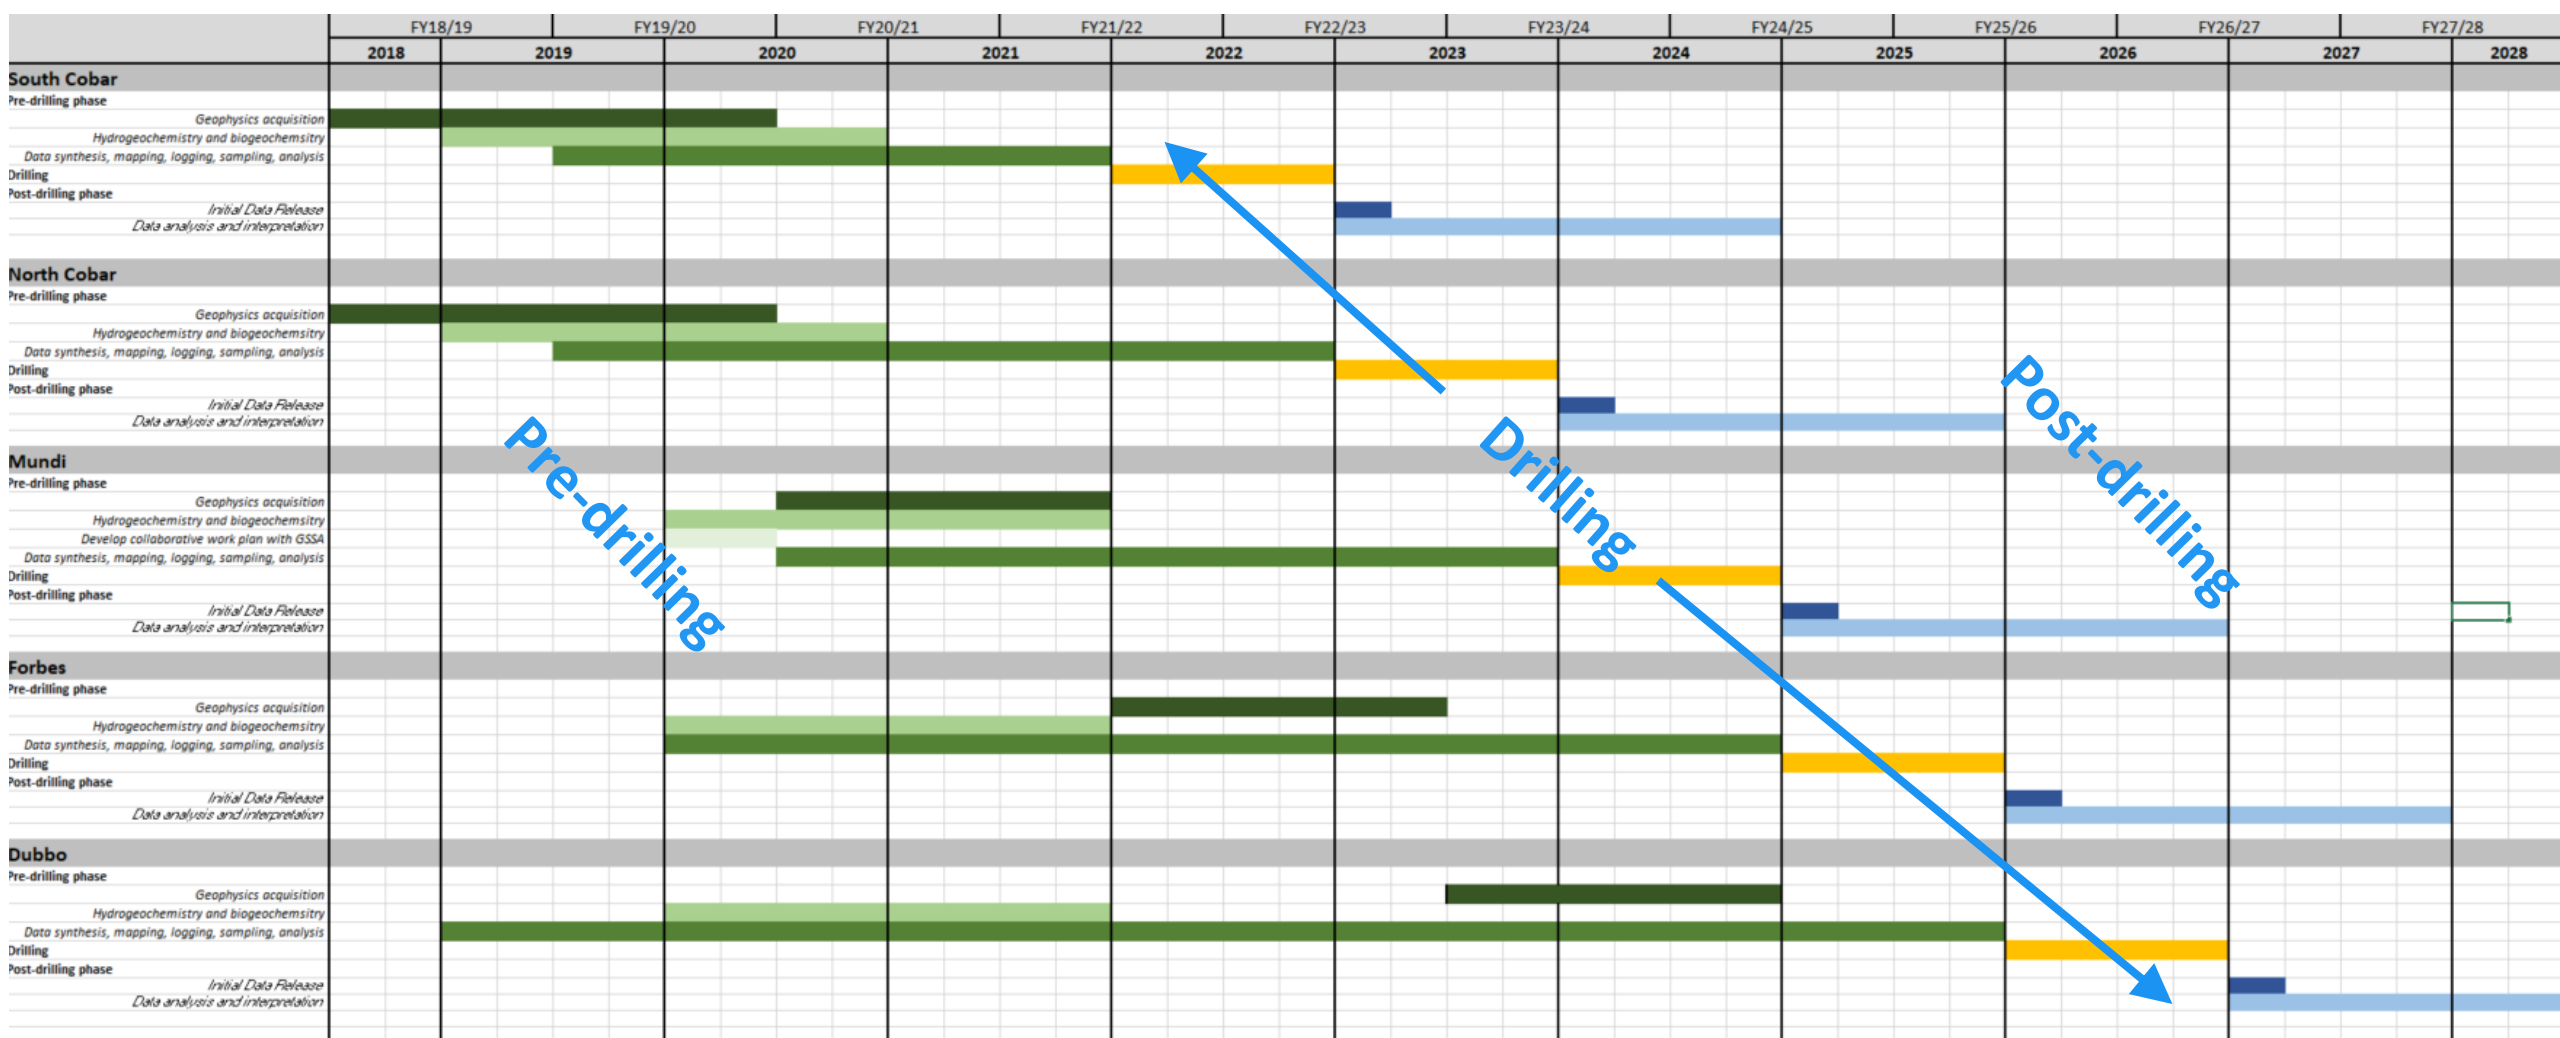 FY18/19 FY19/20 FY20/21 FY21/22 FY22/23 FY23/24 FY24/25 FY25/26 FY26/27 FY27/28
2018 2019 2020 2021 2022 2023 2024 2025 2026 2027 2028
South Cobar
Pre-drilling phase
Geophysics acquisition
Hydrogeochemistry and biogeochemsitry
Data synthesis, mapping, logging, sampling, analysis
Drilling
Post-drilling phase
Initial Data Release
Data analysis and interpretation
North Cobar
Pre-drilling phase
Geophysics acquisition
Hydrogeochemistry and biogeochemsitry
Data synthesis, mapping, logging, sampling, analysis
Drilling
Post-drilling phase
Initial Data Release
Data analysis and interpretation
Mundi
Pre-drilling phase
Geophysics acquisition
Hydrogeochemistry and biogeochemsitry
Develop collaborative work plan with GSSA
Data synthesis, mapping, logging, sampling, analysis
Drilling
Post-drilling phase
Initial Data Release
Data analysis and interpretation
Forbes
Pre-drilling phase
Geophysics acquisition
Hydrogeochemistry and biogeochemsitry
Data synthesis, mapping, logging, sampling, analysis
Drilling
Post-drilling phase
Initial Data Release
Data analysis and interpretation
Dubbo
Pre-drilling phase
Geophysics acquisition
Hydrogeochemistry and biogeochemsitry
Data synthesis, mapping, logging, sampling, analysis
Drilling
Post-drilling phase
Initial Data Release
Data analysis and interpretation
Pre-drilling
Drilling
Post-drilling